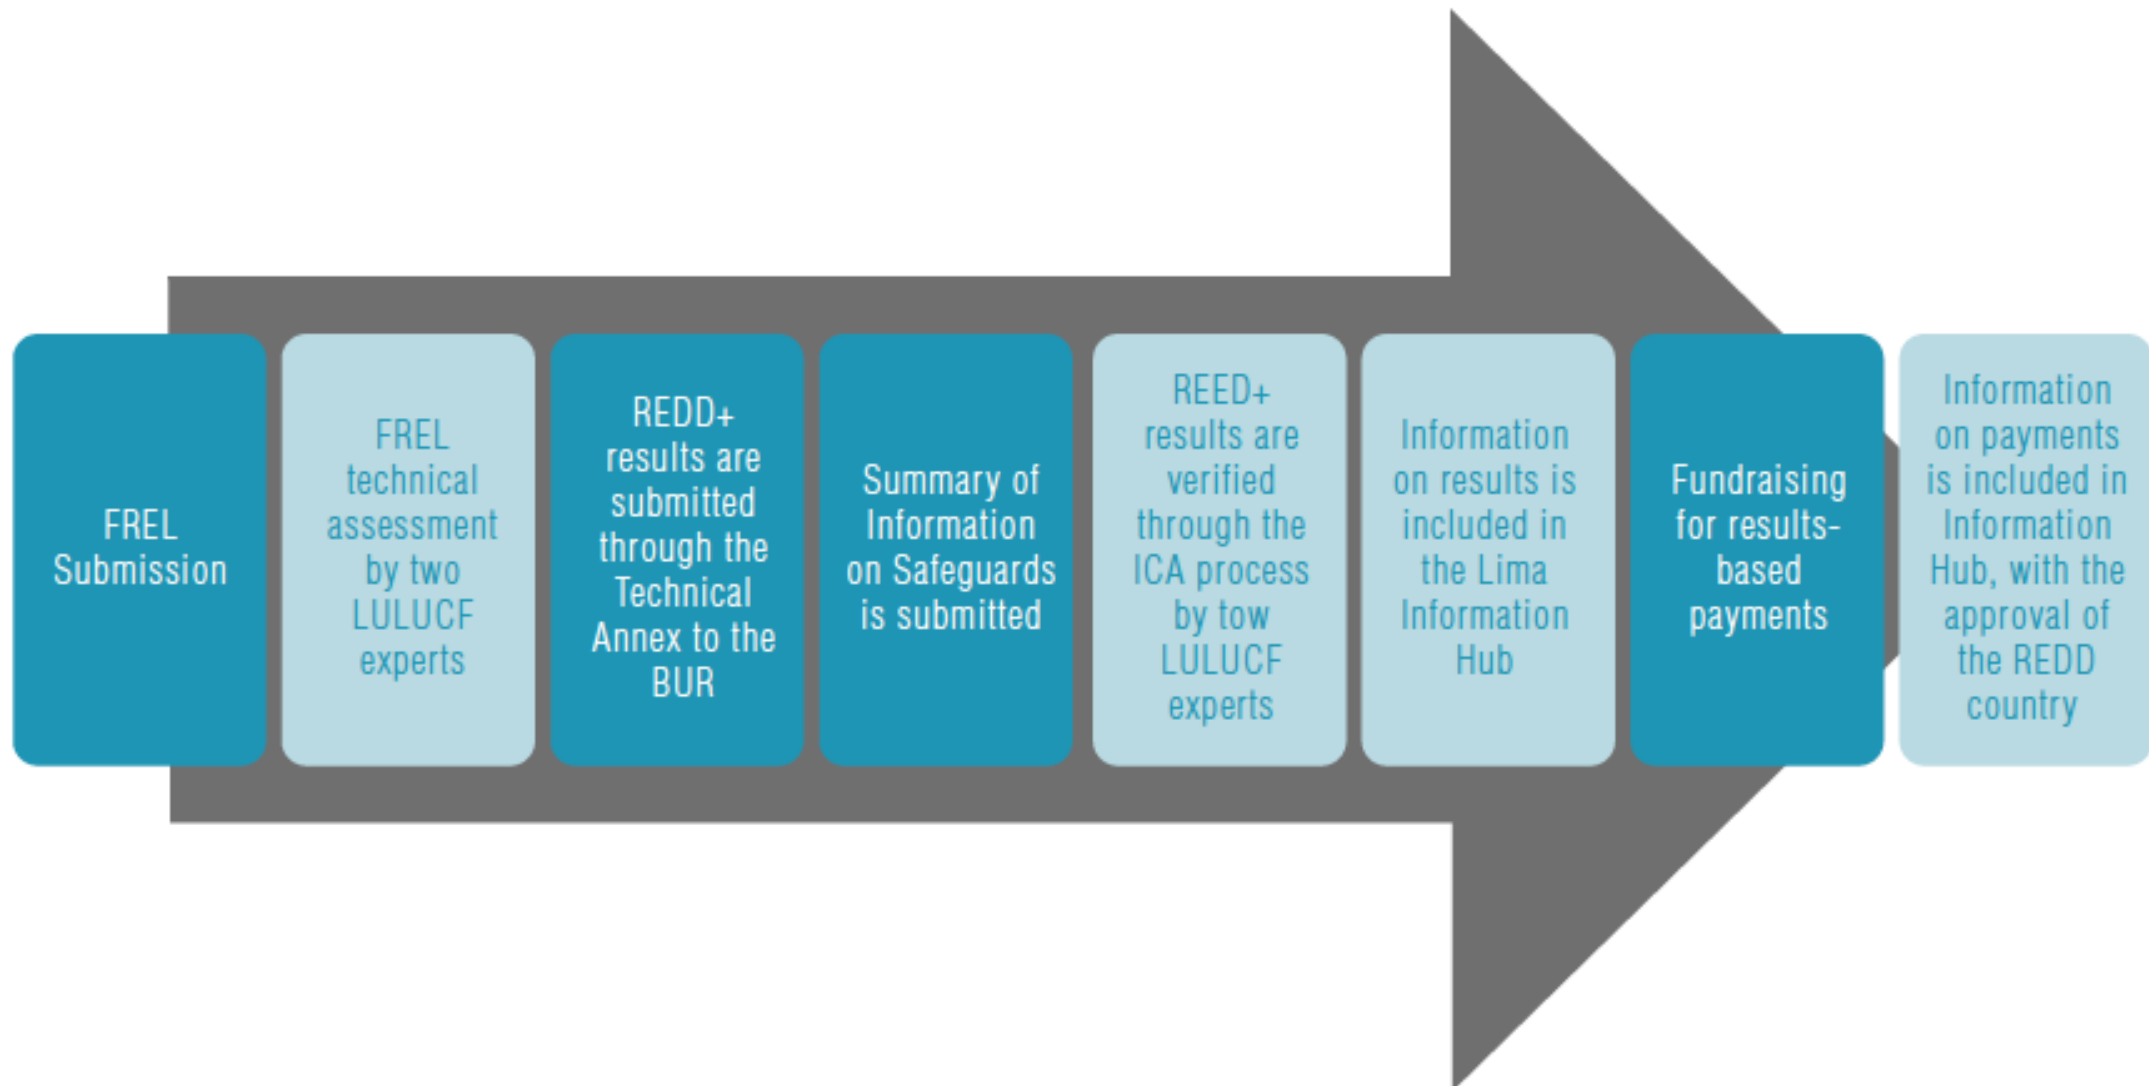 FREL
Submission
FREL
technical
assessment
by two
LULUCF
experts
REDD+
results are
submitted
through the
Technical
Annex to the
BUR
Summary of
Information
on Safeguards
is submitted
REED+
results are
verified
through the
ICA process
by tow
LULUCF
experts
Information
on results is
included in
the Lima
Information
Hub
Fundraising
for results-
based
payments
Information
on payments
is included in
Information
Hub, with the
approval of
the REDD
country